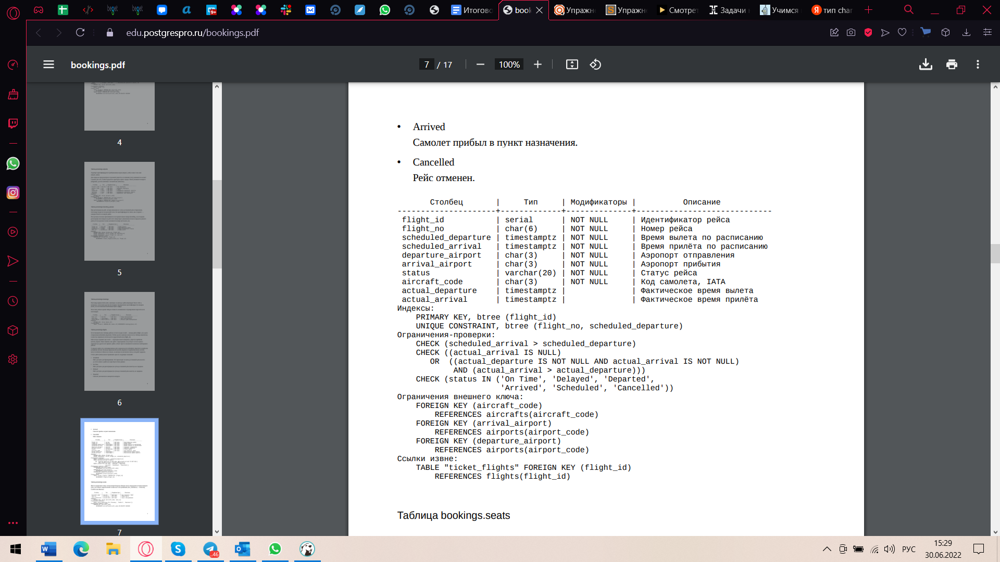 Итогово
book
Упражн
Упражн
Смотрет
Задачи
Учимся
тип char
edu.postgrespro.ru/bookings.pdf
bookings.pdf
7 / 17
100%
4
5
6
7
• Arrived
Самолет прибыл в пункт назначения.
• Cancelled
Рейс отменен.
Столбец | Тип | Модификаторы | Описание
---------------------+-------------+--------------+-----------------------------
flight_id | serial | NOT NULL | Идентификатор рейса
flight_no | char(6) | NOT NULL | Номер рейса
scheduled_departure | timestamptz | NOT NULL | Время вылета по расписанию
scheduled_arrival | timestamptz | NOT NULL | Время прилёта по расписанию
departure_airport | char(3) | NOT NULL | Аэропорт отправления
arrival_airport | char(3) | NOT NULL | Аэропорт прибытия
status | varchar(20) | NOT NULL | Статус рейса
aircraft_code | char(3) | NOT NULL | Код самолета, IATA
actual_departure | timestamptz | | Фактическое время вылета
actual_arrival | timestamptz | | Фактическое время прилёта
Индексы:
PRIMARY KEY, btree (flight_id)
UNIQUE CONSTRAINT, btree (flight_no, scheduled_departure)
Ограничения-проверки:
CHECK (scheduled_arrival > scheduled_departure)
CHECK ((actual_arrival IS NULL)
OR ((actual_departure IS NOT NULL AND actual_arrival IS NOT NULL)
AND (actual_arrival > actual_departure)))
CHECK (status IN ('On Time', 'Delayed', 'Departed',
'Arrived', 'Scheduled', 'Cancelled'))
Ограничения внешнего ключа:
FOREIGN KEY (aircraft_code)
REFERENCES aircrafts(aircraft_code)
FOREIGN KEY (arrival_airport)
REFERENCES airports(airport_code)
FOREIGN KEY (departure_airport)
REFERENCES airports(airport_code)
Ссылки извне:
TABLE "ticket_flights" FOREIGN KEY (flight_id)
REFERENCES flights(flight_id)
Таблица bookings.seats
РУС
15:29
30.06.2022